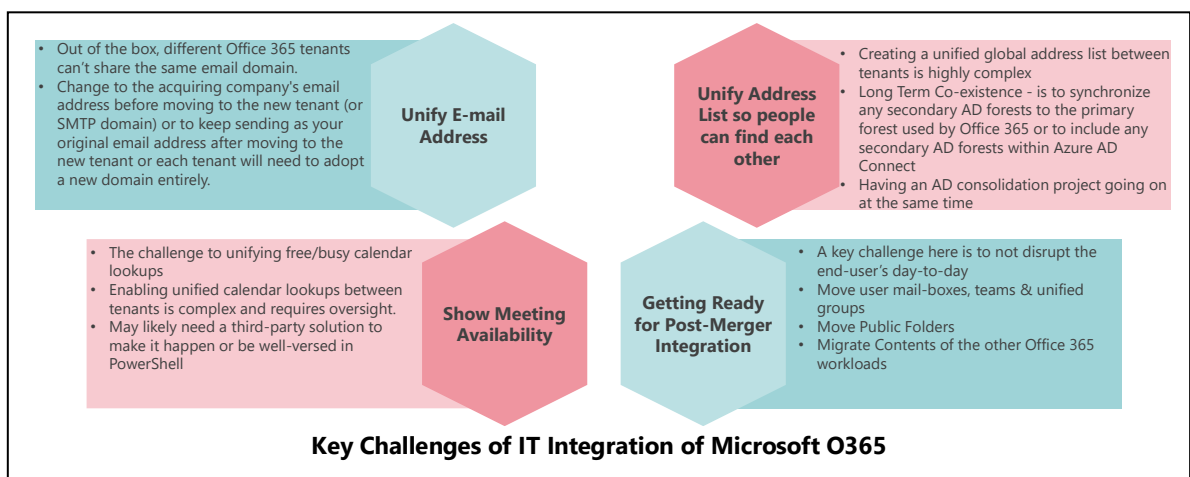 • Out of the box, different Office 365 tenants
can't share the same email domain.
• Change to the acquiring company's email
address before moving to the new tenant (or
SMTP domain) or to keep sending as your
original email address after moving to the
new tenant or each tenant will need to adopt
a new domain entirely.
Unify E-mail
Address
Unify Address
List so people
can find each
other
• Creating a unified global address list between
tenants is highly complex
• Long Term Co-existence - is to synchronize
any secondary AD forests to the primary
forest used by Office 365 or to include any
secondary AD forests within Azure AD
Connect
• Having an AD consolidation project going on
at the same time
• The challenge to unifying free/busy calendar
lookups
• Enabling unified calendar lookups between
tenants is complex and requires oversight.
• May likely need a third-party solution to
make it happen or be well-versed in
PowerShell
Show Meeting
Availability
Getting Ready
for Post-Merger
Integration
• A key challenge here is to not disrupt the
end-user's day-to-day
• Move user mail-boxes, teams & unified
groups
• Move Public Folders
• Migrate Contents of the other Office 365
workloads
Key Challenges of IT Integration of Microsoft O365